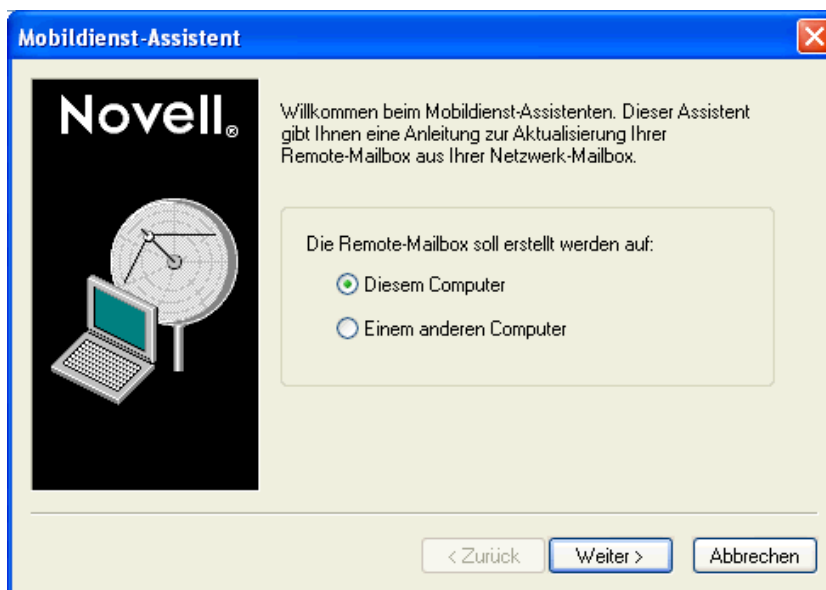 Mobildienst-Assistent
Novell®
Willkommen beim Mobildienst-Assistenten. Dieser Assistent
gibt Ihnen eine Anleitung zur Aktualisierung Ihrer
Remote-Mailbox aus Ihrer Netzwerk-Mailbox.
Die Remote-Mailbox soll erstellt werden auf:
Diesem Computer
Einem anderen Computer
< Zurück
Weiter >
Abbrechen